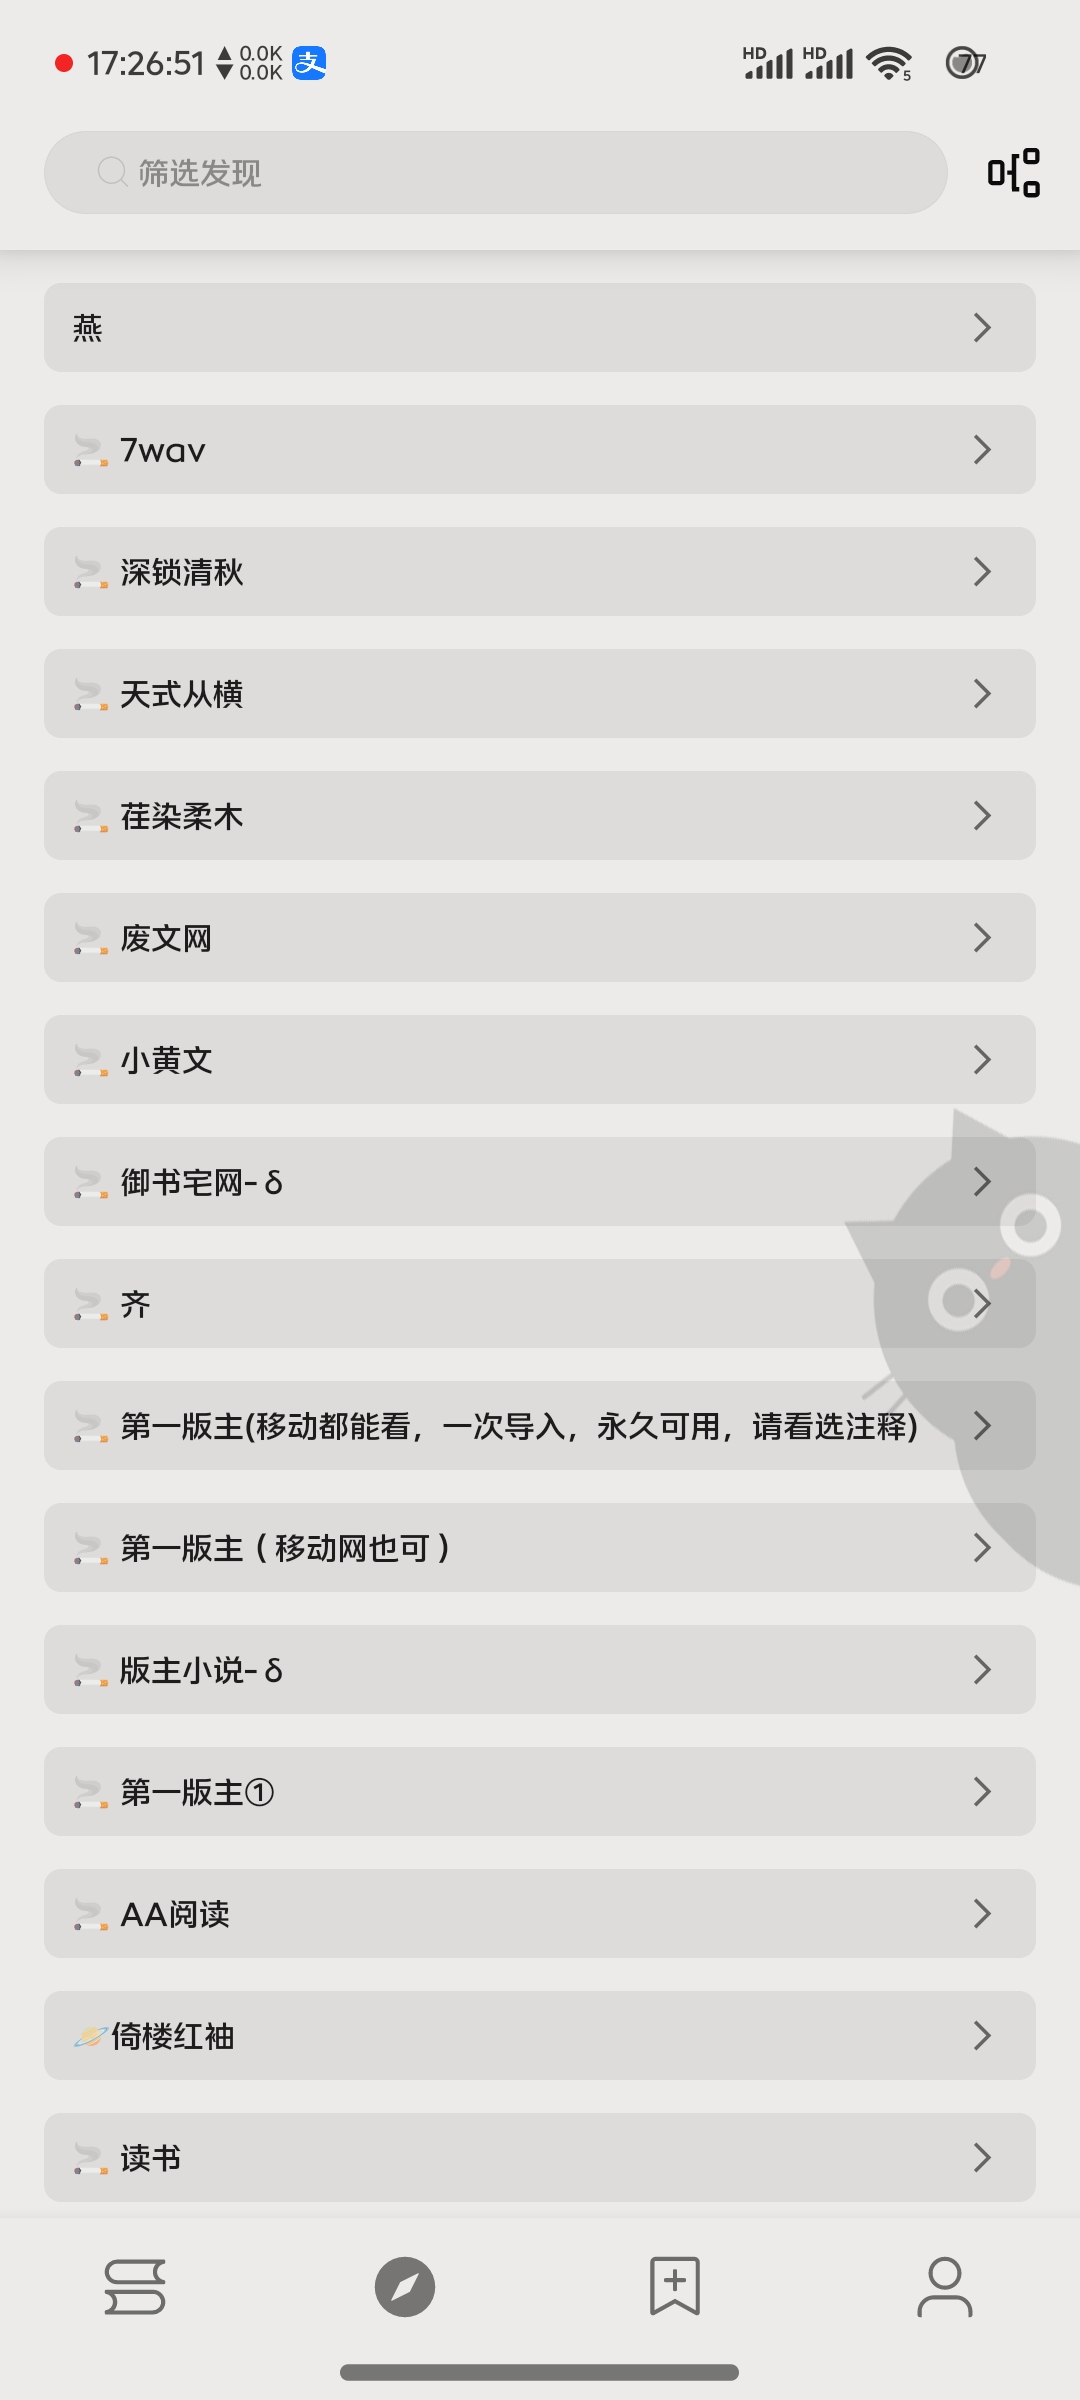 17:26:51 0.0K 0.0K 支 HD HD 5 77
筛选发现
燕
7wav
深锁清秋
天式从横
荏染柔木
废文网
小黄文
御书宅网-δ
齐
第一版主(移动都能看，一次导入，永久可用，请看选注释)
第一版主（移动网也可）
版主小说-δ
第一版主①
AA阅读
倚楼红袖
读书